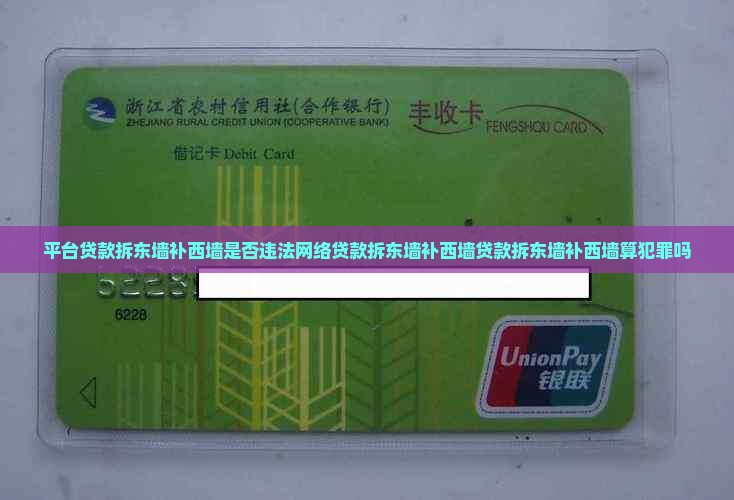 浙江省农村信用社(合作银行)
ZHEJIANG RURAL CREDIT UNION (COOPERATIVE BANK)
丰收卡
FENGSHOU CARD
借记卡 Debit Card
平台贷款拆东墙补西墙是否违法网络贷款拆东墙补西墙贷款拆东墙补西墙算犯罪吗
6228
6228
UnionPay
银联